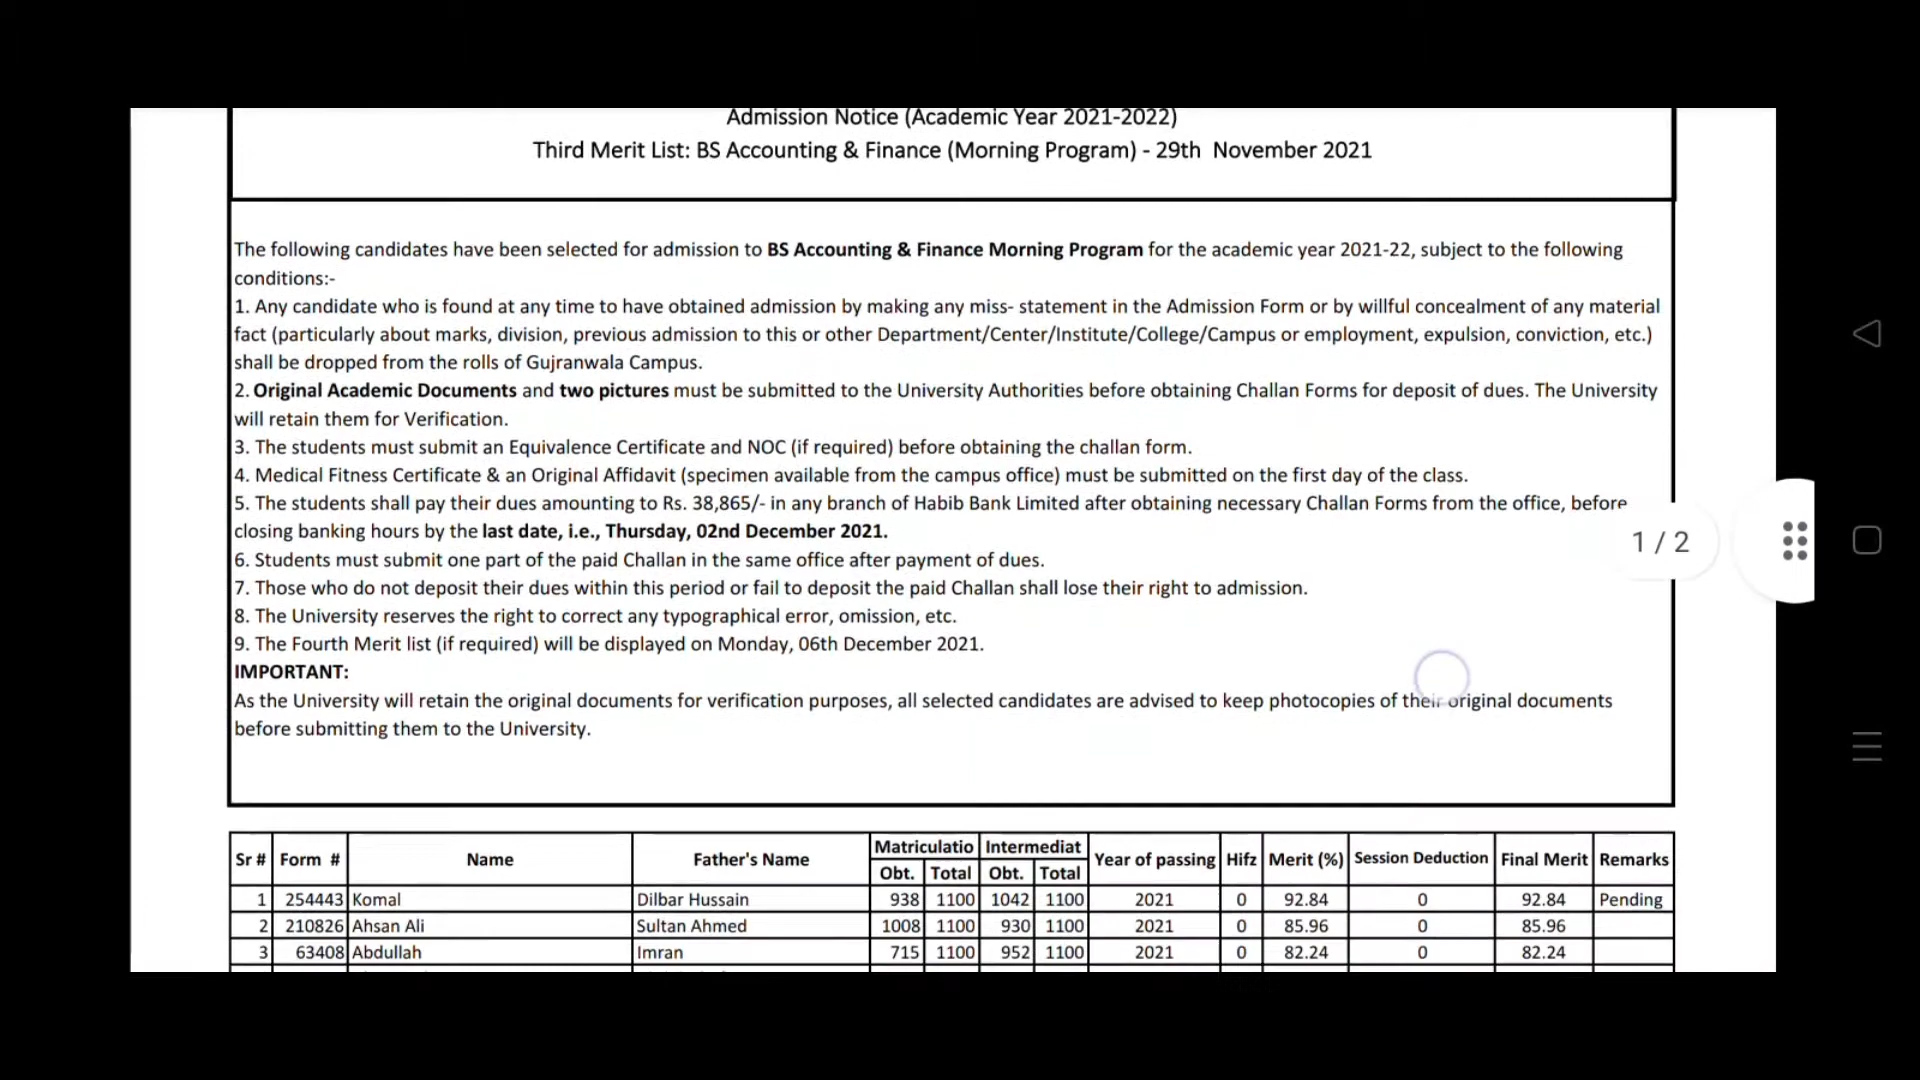 Admission Notice (Academic Year 2021-2022)
Third Merit List: BS Accounting & Finance (Morning Program) - 29th November 2021
The following candidates have been selected for admission to BS Accounting & Finance Morning Program for the academic year 2021-22, subject to the following
conditions:-
1. Any candidate who is found at any time to have obtained admission by making any miss- statement in the Admission Form or by willful concealment of any material
fact (particularly about marks, division, previous admission to this or other Department/Center/Institute/College/Campus or employment, expulsion, conviction, etc.)
shall be dropped from the rolls of Gujranwala Campus.
2. Original Academic Documents and two pictures must be submitted to the University Authorities before obtaining Challan Forms for deposit of dues. The University
will retain them for Verification.
3. The students must submit an Equivalence Certificate and NOC (if required) before obtaining the challan form.
4. Medical Fitness Certificate & an Original Affidavit (specimen available from the campus office) must be submitted on the first day of the class.
5. The students shall pay their dues amounting to Rs. 38,865/- in any branch of Habib Bank Limited after obtaining necessary Challan Forms from the office, before
closing banking hours by the last date, i.e., Thursday, 02nd December 2021.
1 / 2
6. Students must submit one part of the paid Challan in the same office after payment of dues.
7. Those who do not deposit their dues within this period or fail to deposit the paid Challan shall lose their right to admission.
8. The University reserves the right to correct any typographical error, omission, etc.
9. The Fourth Merit list (if required) will be displayed on Monday, 06th December 2021.
IMPORTANT:
As the University will retain the original documents for verification purposes, all selected candidates are advised to keep photocopies of their original documents
before submitting them to the University.
Sr # Form # Name Father's Name Matriculatio Intermediat Year of passing Hifz Merit (%) Session Deduction Final Merit Remarks
Obt. Total Obt. Total
1 254443 Komal Dilbar Hussain 938 1100 1042 1100 2021 0 92.84 0 92.84 Pending
2 210826 Ahsan Ali Sultan Ahmed 1008 1100 930 1100 2021 0 85.96 0 85.96
3 63408 Abdullah Imran 715 1100 952 1100 2021 0 82.24 0 82.24